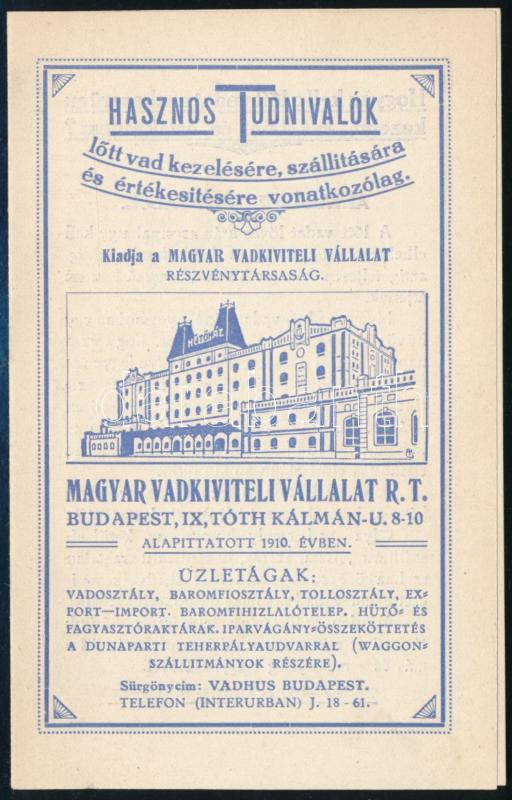 HASZNOS TUDNIVALÓK
lőtt vad kezelésére, szállitására
és értékesitésére vonatkozólag.
Kiadja a MAGYAR VADKIVITELI VÁLLALAT
RÉSZVÉNYTÁRSASÁG.
HŰTŐHÁZ
MAGYAR VADKIVITELI VÁLLALAT R. T.
BUDAPEST, IX, TÓTH KÁLMÁN-U. 8-10
ALAPITTATOTT 1910. ÉVBEN.
ÜZLETÁGAK:
VADOSZTÁLY, BAROMFIOSZTÁLY, TOLLOSZTÁLY, EX-
PORT—IMPORT. BAROMFIHIZLALÓTELEP. HŰTŐ- ÉS
FAGYASZTÓRAKTÁRAK. IPARVÁGÁNY-ÖSSZEKÖTTETÉS
A DUNAPARTI TEHERPÁLYAUDVARRAL (WAGGON-
SZÁLLITMÁNYOK RÉSZÉRE).
Sürgönycim: VADHUS BUDAPEST.
TELEFON (INTERURBAN) J. 18-61.